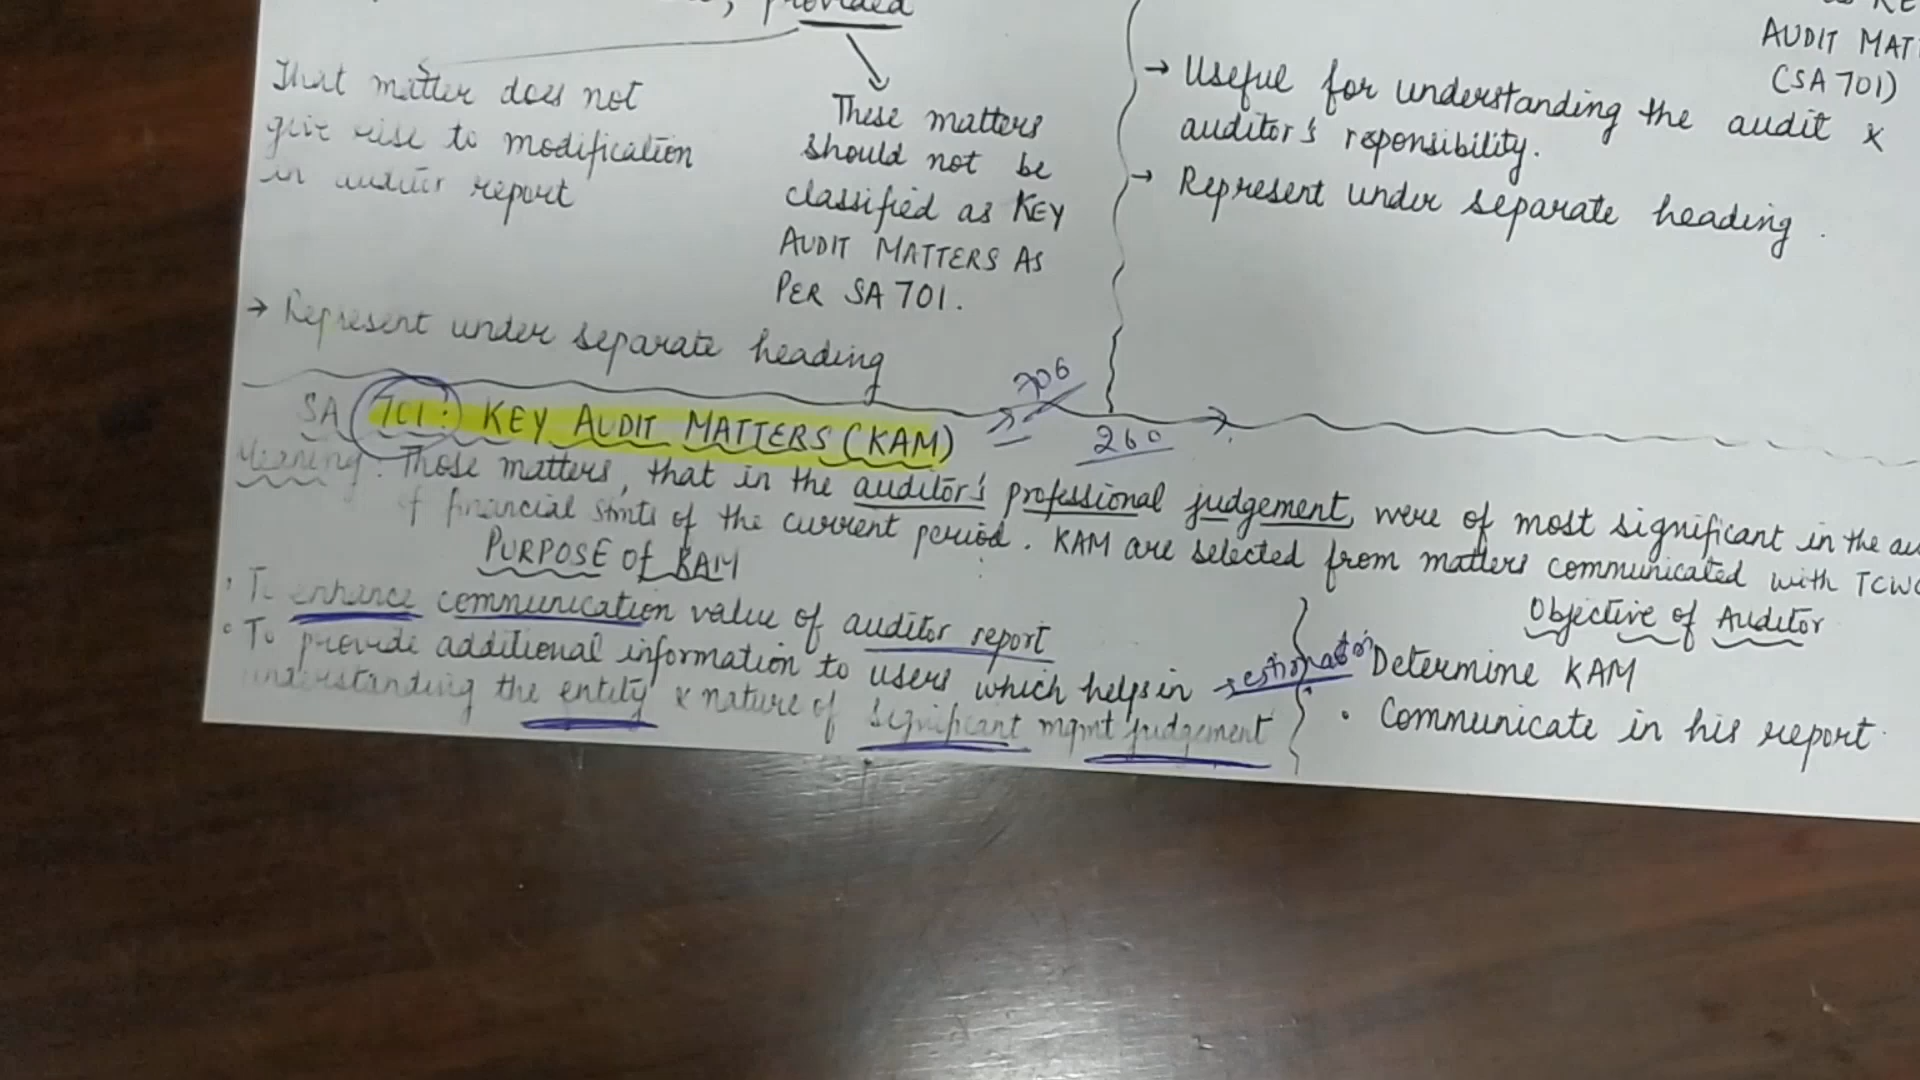 provided
That matter does not
give rise to modification
in auditor report
These matters
should not be
classified as KEY
AUDIT MATTERS AS
PER SA 701.
→ Represent under separate heading
AUDIT MAT
(SA 701)
→ Useful for understanding the audit &
auditor's responsibility.
→ Represent under separate heading.
706
260
SA 701: KEY AUDIT MATTERS (KAM)
Meaning: Those matters, that in the auditor's professional judgement, were of most significant in the au
of financial stmts of the current period. KAM are selected from matters communicated with TCWG
PURPOSE OF KAM
To enhance communication value of auditor report
• To provide additional information to users which helps in
understanding the entity & nature of significant mgmt judgement
estimation
Objective of Auditor
Determine KAM
• Communicate in his report.